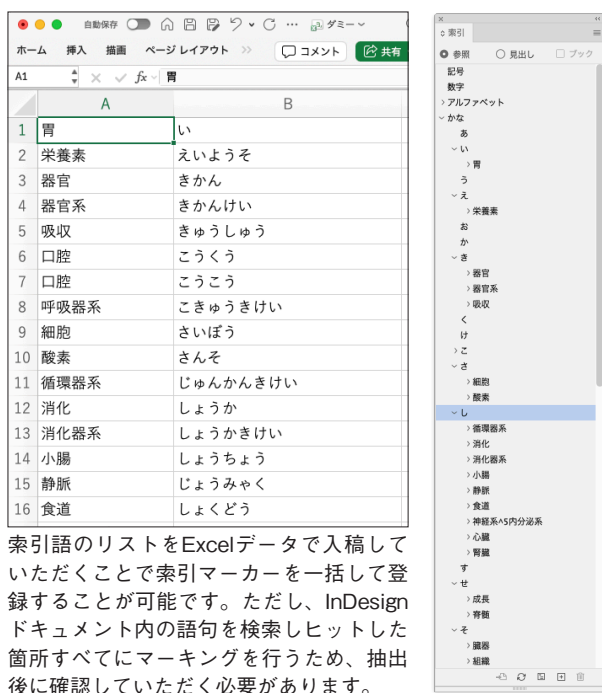 自動保存 ダミー
ホーム 挿入 描画 ページ レイアウト >> コメント 共有
A1 fx 胃
A B
1 胃 い
2 栄養素 えいようそ
3 器官 きかん
4 器官系 きかんけい
5 吸収 きゅうしゅう
6 口腔 こうくう
7 口腔 こうこう
8 呼吸器系 こきゅうきけい
9 細胞 さいぼう
10 酸素 さんそ
11 循環器系 じゅんかんきけい
12 消化 しょうか
13 消化器系 しょうかきけい
14 小腸 しょうちょう
15 静脈 じょうみゃく
16 食道 しょくどう
索引語のリストをExcelデータで入稿して
いただくことで索引マーカーを一括して登
録することが可能です。ただし、InDesign
ドキュメント内の語句を検索しヒットした
箇所すべてにマーキングを行うため、抽出
後に確認していただく必要があります。
索引
参照 見出し ブック
記号
数字
アルファベット
かな
あ
い
胃
う
え
栄養素
お
か
き
器官
器官系
吸収
く
け
こ
さ
細胞
酸素
し
循環器系
消化
消化器系
小腸
静脈
食道
神経系^5内分泌系
心臓
腎臓
す
せ
成長
脊髄
そ
臓器
組織